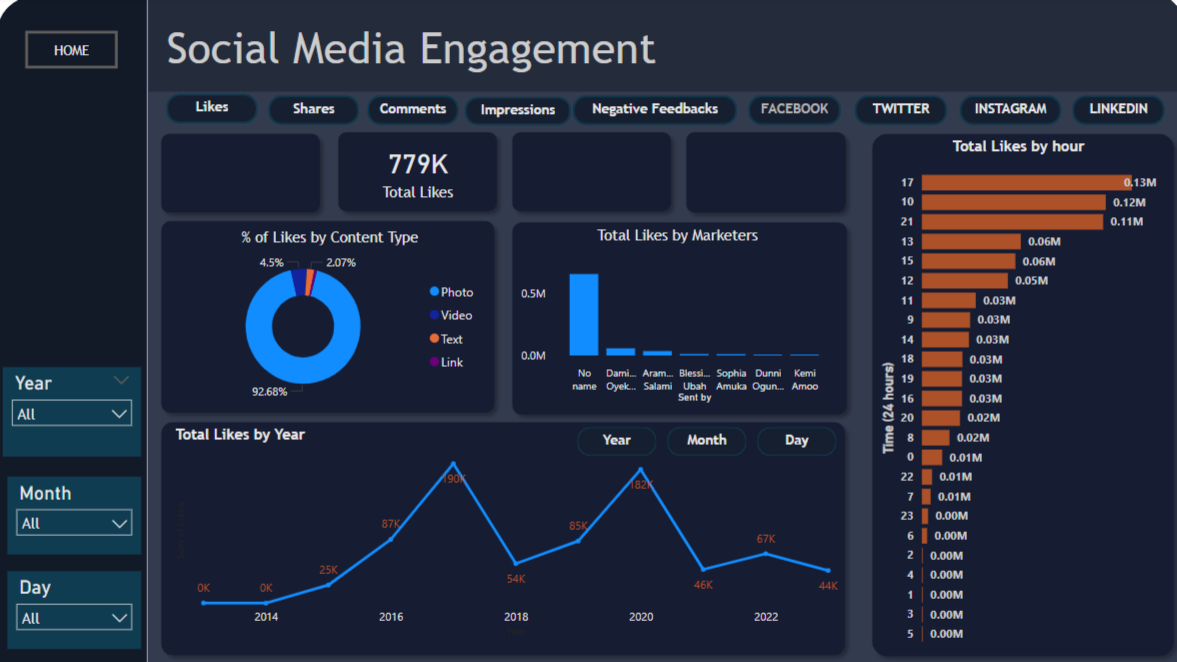 HOME
Social Media Engagement
Likes
Shares
Comments
Impressions
Negative Feedbacks
FACEBOOK
TWITTER
INSTAGRAM
LINKEDIN
779K
Total Likes
% of Likes by Content Type
4.5%
2.07%
92.68%
Photo
Video
Text
Link
Total Likes by Marketers
0.5M
0.0M
No name
Dami... Oyek...
Aram... Salami
Blessi... Ubah
Sophia Amuka
Dunni Ogun...
Kemi Amoo
Sent by
Total Likes by hour
Time (24 hours)
17 0.13M
10 0.12M
21 0.11M
13 0.06M
15 0.06M
12 0.05M
11 0.03M
9 0.03M
14 0.03M
18 0.03M
19 0.03M
16 0.03M
20 0.02M
8 0.02M
0 0.01M
22 0.01M
7 0.01M
23 0.00M
6 0.00M
2 0.00M
4 0.00M
1 0.00M
3 0.00M
5 0.00M
Year
All
Month
All
Day
All
Total Likes by Year
Year
Month
Day
0K
0K
25K
87K
190K
54K
85K
182K
46K
67K
44K
2014
2016
2018
2020
2022